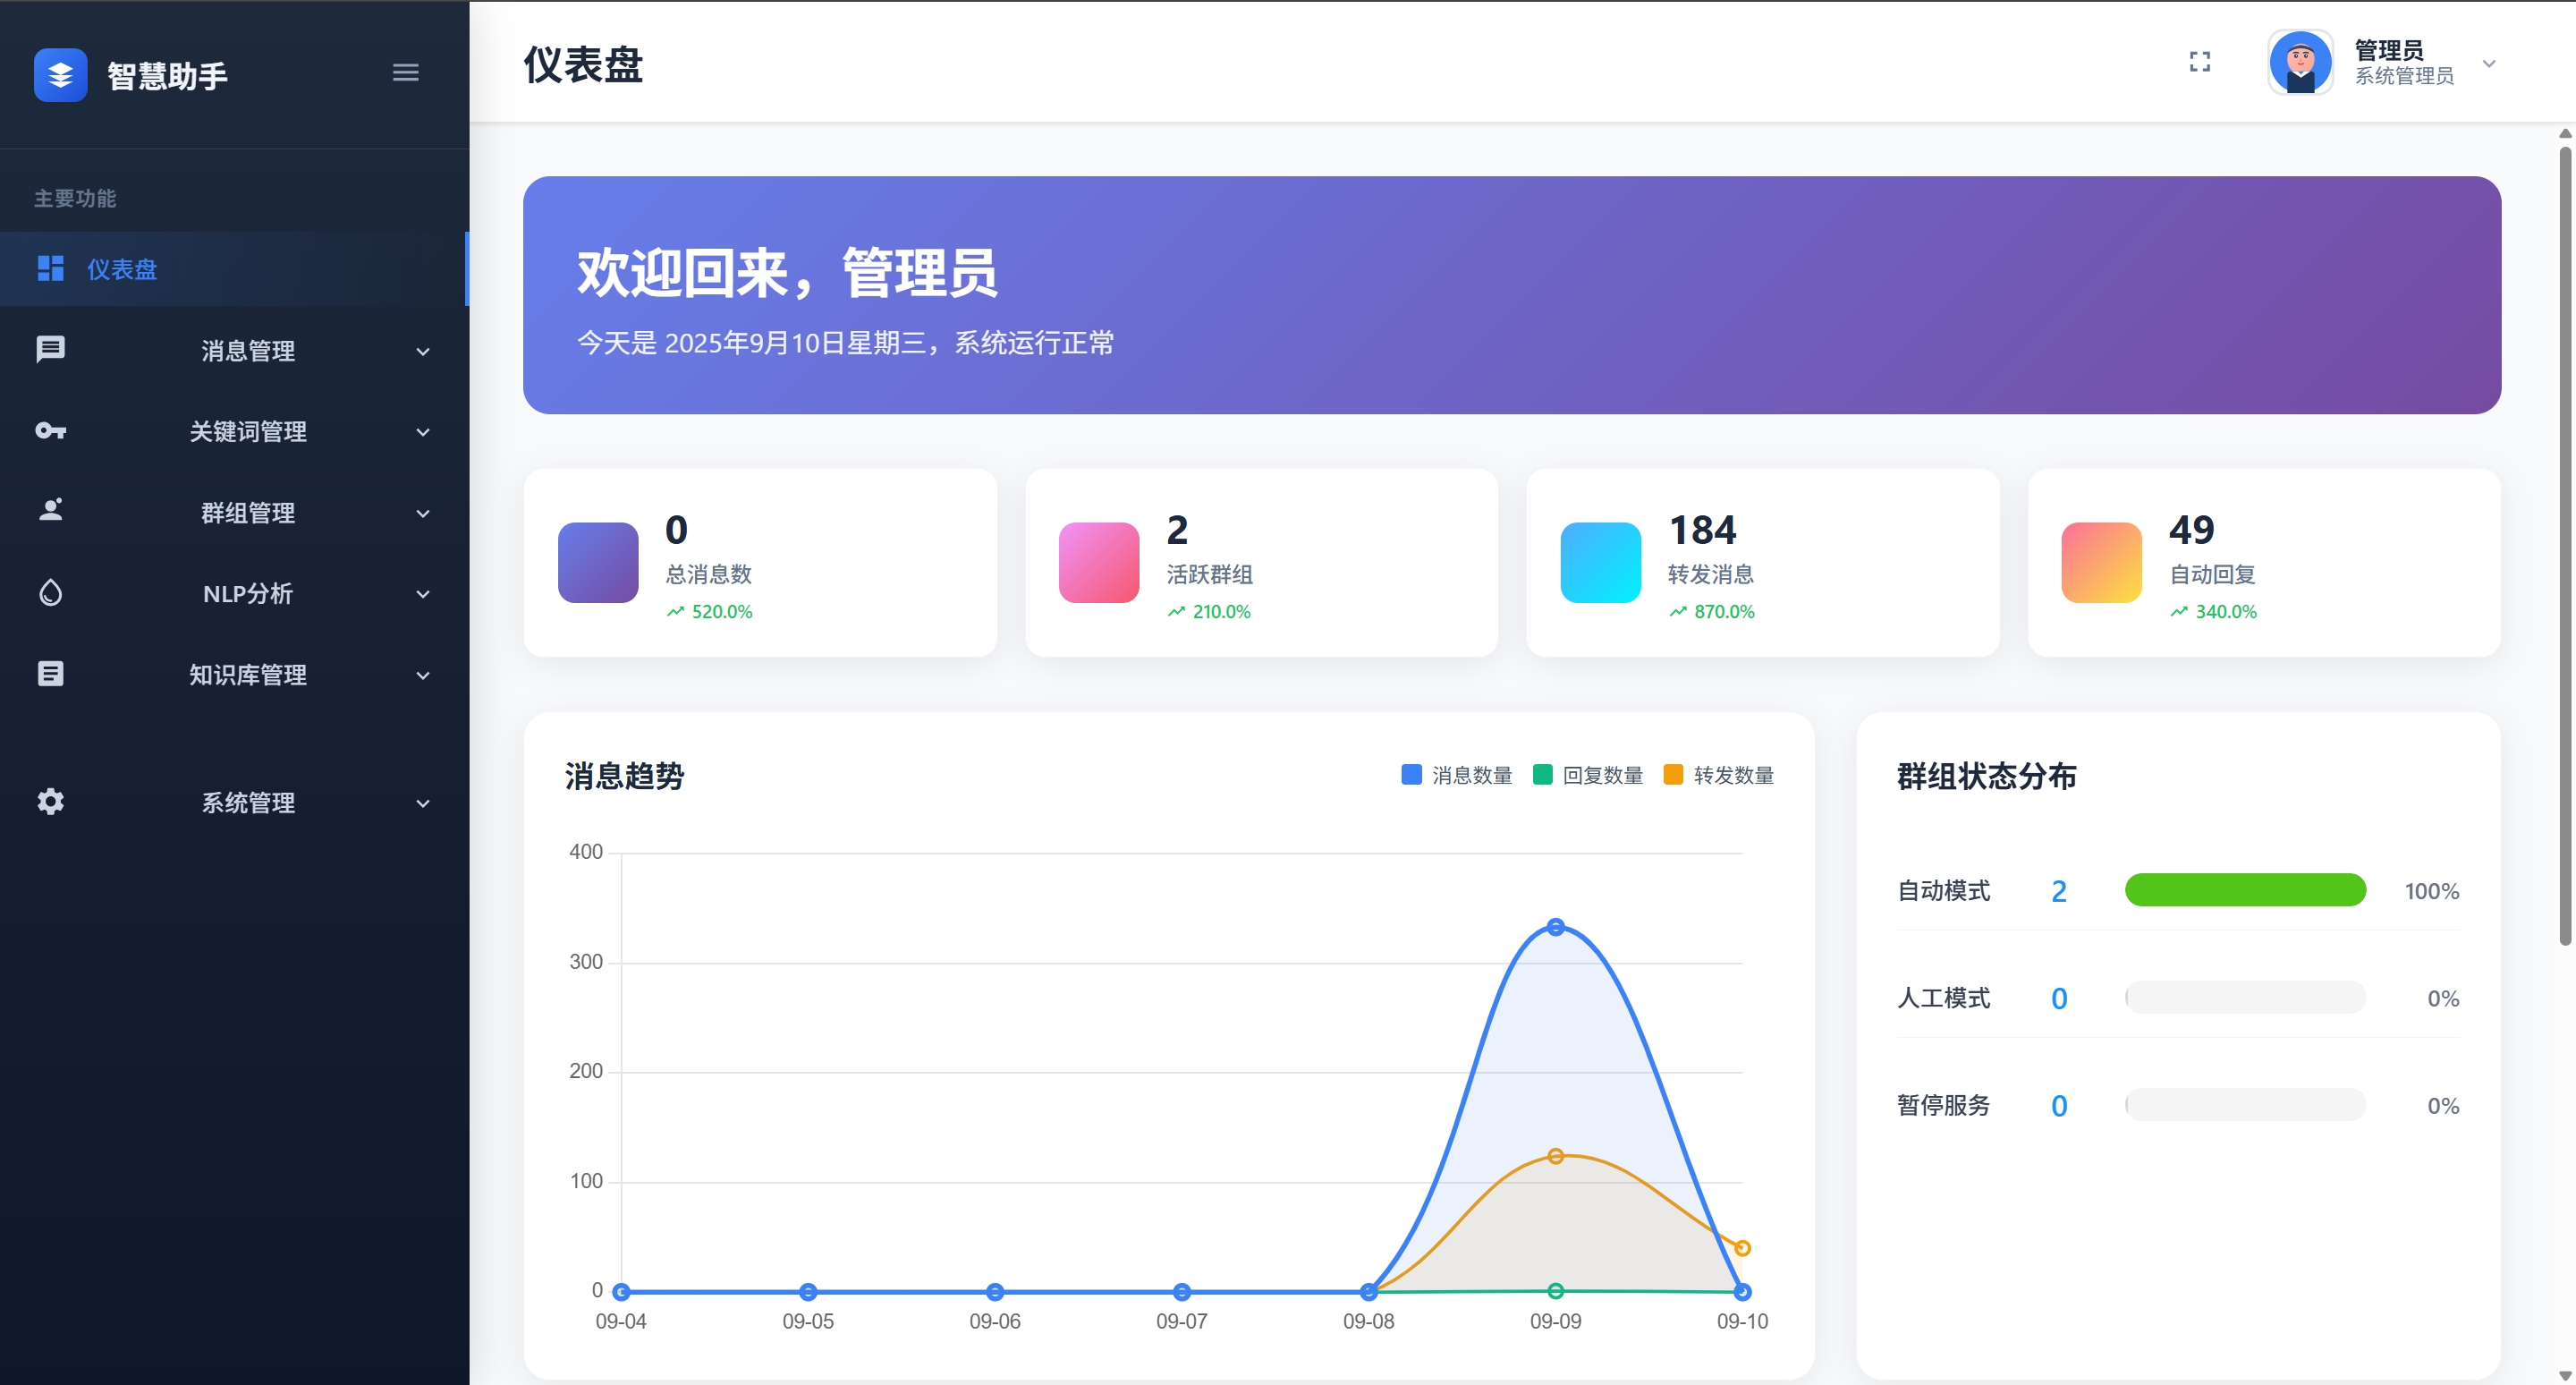 智慧助手
主要功能
仪表盘
消息管理
关键词管理
群组管理
NLP分析
知识库管理
系统管理
仪表盘
管理员
系统管理员
欢迎回来，管理员
今天是 2025年9月10日星期三，系统运行正常
0
总消息数
520.0%
2
活跃群组
210.0%
184
转发消息
870.0%
49
自动回复
340.0%
消息趋势
消息数量 回复数量 转发数量
400
300
200
100
0
09-04 09-05 09-06 09-07 09-08 09-09 09-10
群组状态分布
自动模式 2 100%
人工模式 0 0%
暂停服务 0 0%